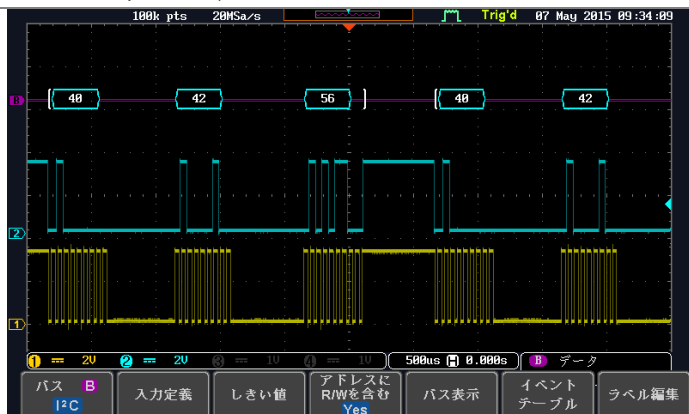 100k pts 20MSa/s Trig'd 07 May 2015 09:34:09
B 40 42 56 40 42
2
1
1 2V 2 2V 3 1V 4 1V 500us H 0.000s B データ
バス B 入力定義 しきい値 アドレスに バス表示 イベント ラベル編集
I²C R/Wを含む テーブル
Yes